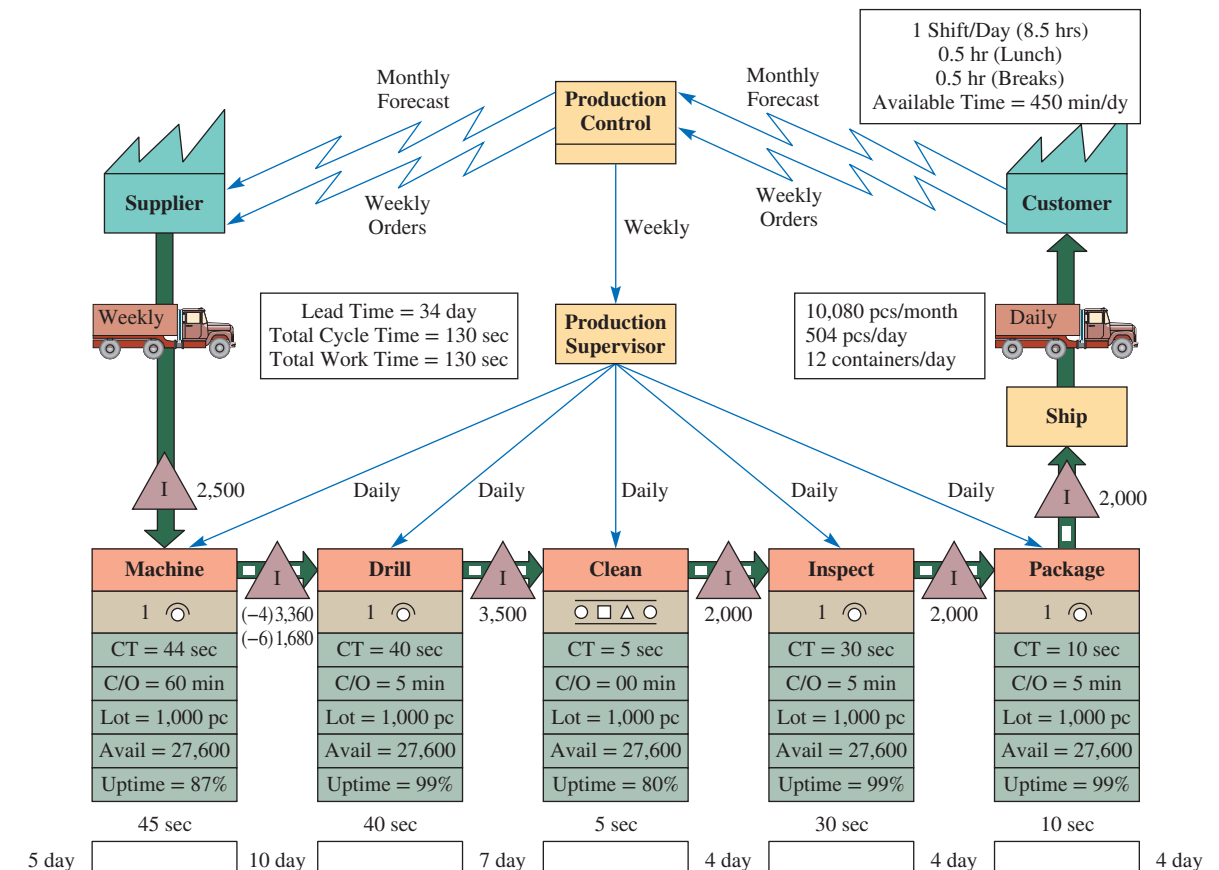 1 Shift/Day (8.5 hrs)
0.5 hr (Lunch)
0.5 hr (Breaks)
Available Time = 450 min/dy
Monthly
Forecast
Production
Control
Monthly
Forecast
Supplier
Weekly
Orders
Weekly
Weekly
Orders
Customer
Weekly
Lead Time = 34 day
Total Cycle Time = 130 sec
Total Work Time = 130 sec
Production
Supervisor
10,080 pcs/month
504 pcs/day
12 containers/day
Daily
Ship
I
2,500
Daily
Daily
Daily
Daily
Daily
I
2,000
Machine
I
(−4)3,360
(−6)1,680
Drill
I
3,500
Clean
I
2,000
Inspect
I
2,000
Package
1
1
1
1
CT = 44 sec
CT = 40 sec
CT = 5 sec
CT = 30 sec
CT = 10 sec
C/O = 60 min
C/O = 5 min
C/O = 00 min
C/O = 5 min
C/O = 5 min
Lot = 1,000 pc
Lot = 1,000 pc
Lot = 1,000 pc
Lot = 1,000 pc
Lot = 1,000 pc
Avail = 27,600
Avail = 27,600
Avail = 27,600
Avail = 27,600
Avail = 27,600
Uptime = 87%
Uptime = 99%
Uptime = 80%
Uptime = 99%
Uptime = 99%
45 sec
40 sec
5 sec
30 sec
10 sec
5 day
10 day
7 day
4 day
4 day
4 day